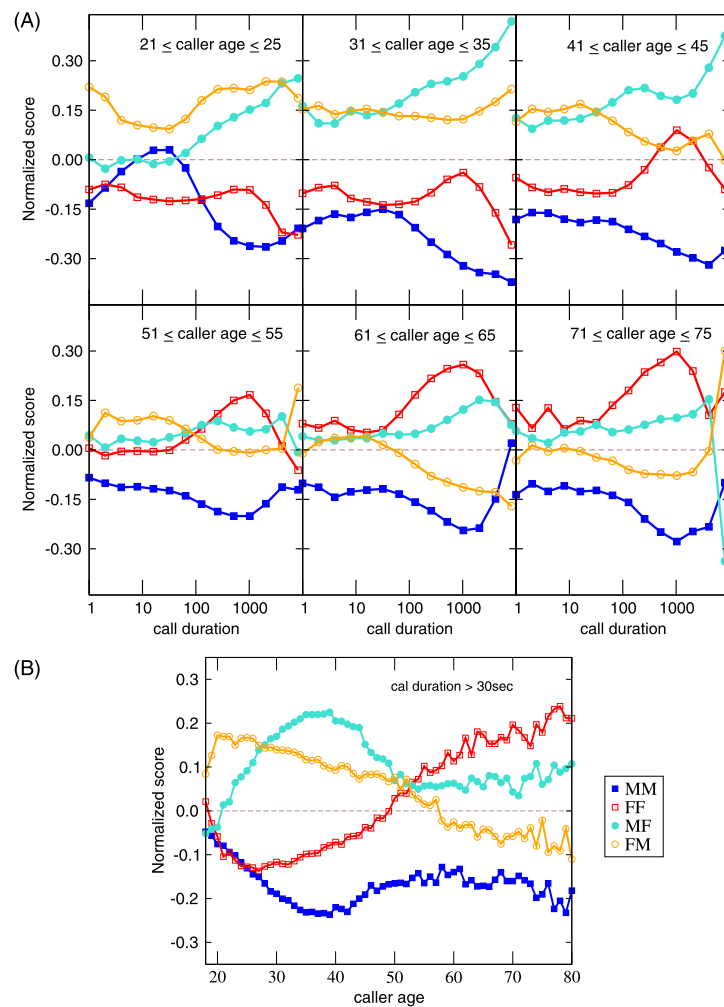 (A)
21 ≤ caller age ≤ 25
31 ≤ caller age ≤ 35
41 ≤ caller age ≤ 45
0.30
0.15
0.00
-0.15
-0.30
Normalized score
51 ≤ caller age ≤ 55
61 ≤ caller age ≤ 65
71 ≤ caller age ≤ 75
0.30
0.15
0.00
-0.15
-0.30
Normalized score
1 10 100 1000
1 10 100 1000
1 10 100 1000
call duration
call duration
call duration
(B)
cal duration > 30sec
0.3
0.2
0.1
0.0
-0.1
-0.2
-0.3
Normalized score
20 30 40 50 60 70 80
caller age
MM
FF
MF
FM